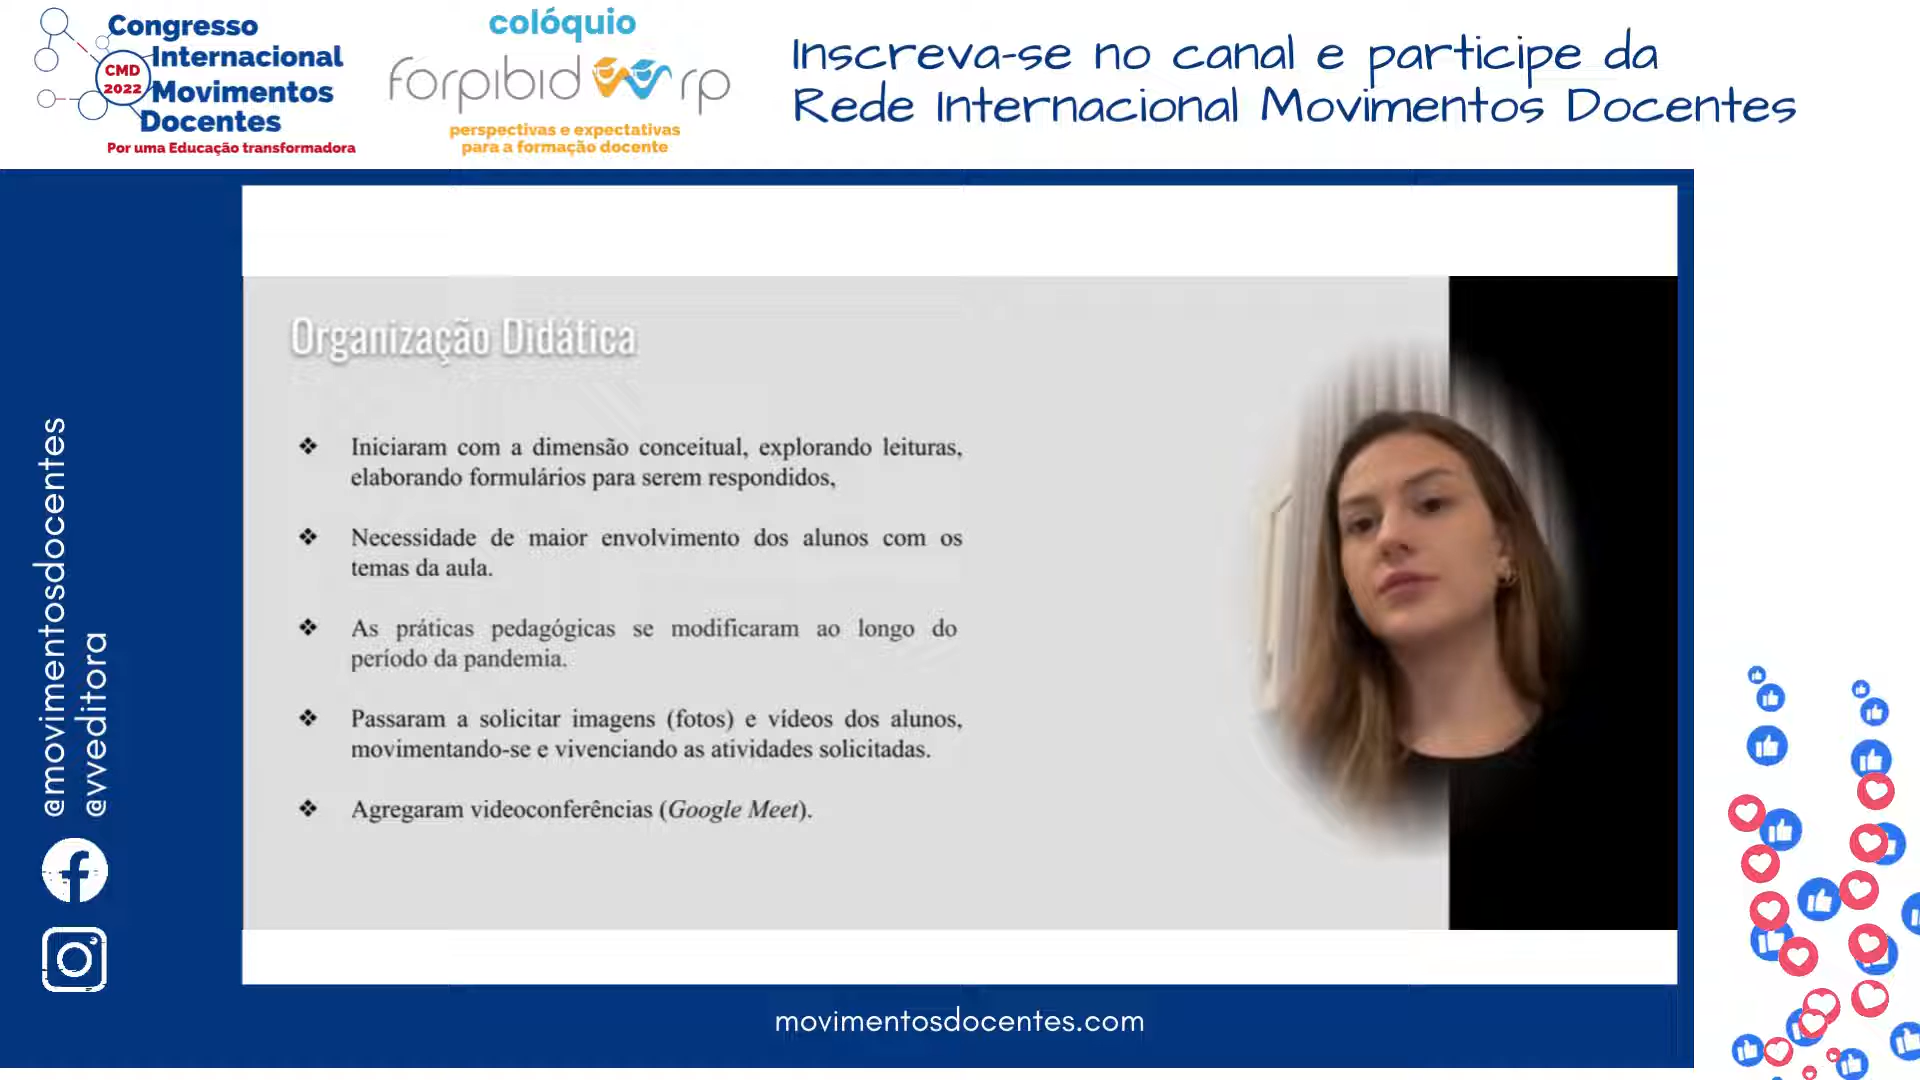 Congresso
Internacional
CMD
2022
Movimentos
Docentes
Por uma Educação transformadora
colóquio
forpibid rp
perspectivas e expectativas
para a formação docente
Inscreva-se no canal e participe da
Rede Internacional Movimentos Docentes
Organização Didática
❖ Iniciaram com a dimensão conceitual, explorando leituras,
elaborando formulários para serem respondidos,
❖ Necessidade de maior envolvimento dos alunos com os
temas da aula.
❖ As práticas pedagógicas se modificaram ao longo do
período da pandemia.
❖ Passaram a solicitar imagens (fotos) e vídeos dos alunos,
movimentando-se e vivenciando as atividades solicitadas.
❖ Agregaram videoconferências (Google Meet).
@movimentosdocentes
@vveditora
movimentosdocentes.com